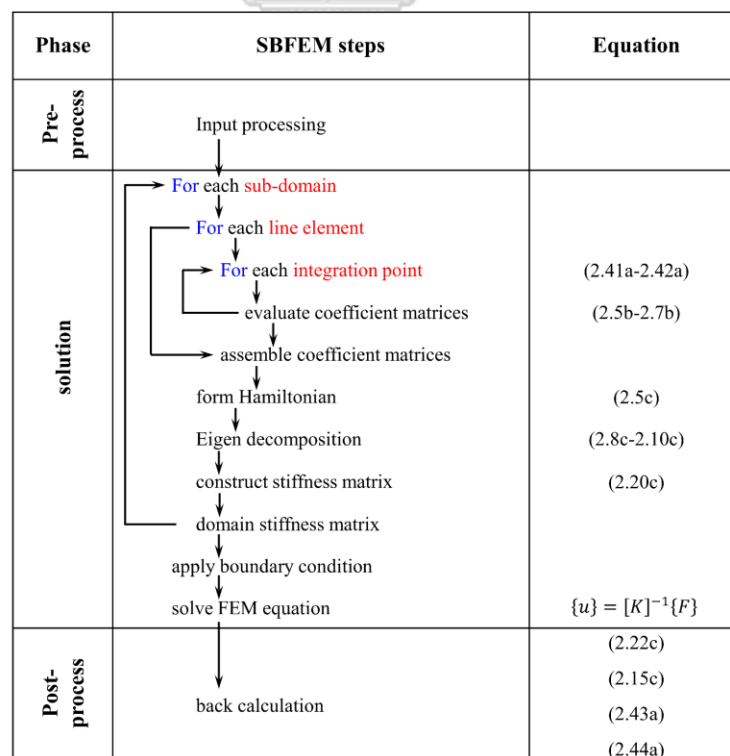 Phase SBFEM steps Equation
Pre-process
Input processing
solution
For each sub-domain
For each line element
For each integration point (2.41a-2.42a)
evaluate coefficient matrices (2.5b-2.7b)
assemble coefficient matrices
form Hamiltonian (2.5c)
Eigen decomposition (2.8c-2.10c)
construct stiffness matrix (2.20c)
domain stiffness matrix
apply boundary condition
solve FEM equation {u} = [K]⁻¹{F}
Post-process
(2.22c)
(2.15c)
back calculation
(2.43a)
(2.44a)